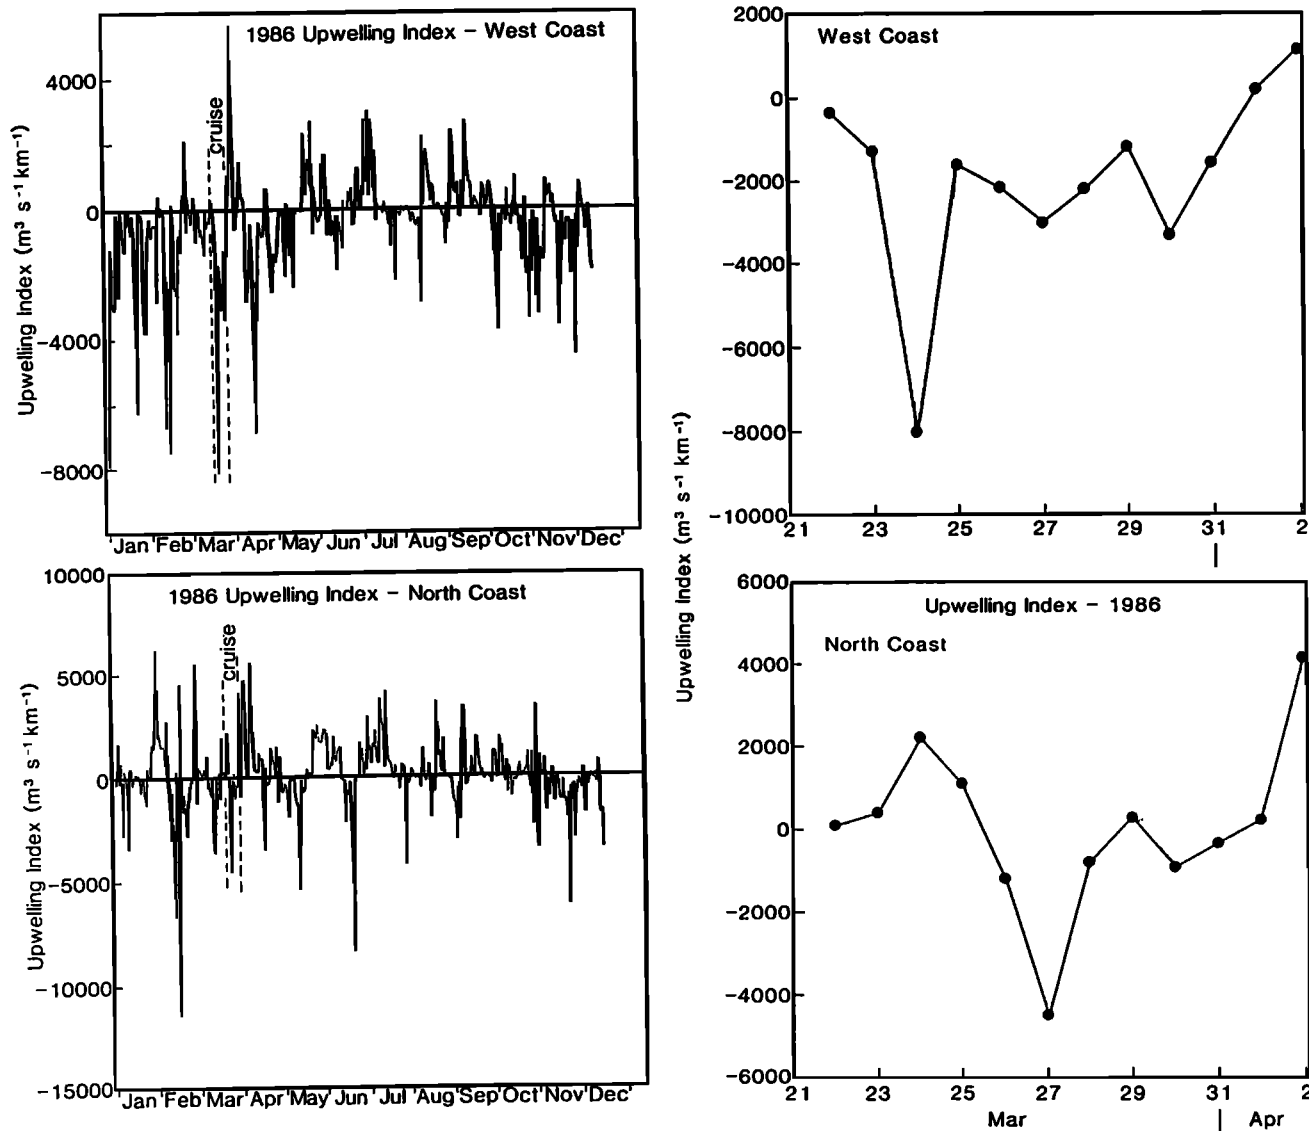 1986 Upwelling Index – West Coast
cruise
4000
0
−4000
−8000
Upwelling Index (m³ s⁻¹ km⁻¹)
Jan Feb Mar Apr May Jun Jul Aug Sep Oct Nov Dec
10000
1986 Upwelling Index – North Coast
cruise
5000
0
−5000
−10000
−15000
Upwelling Index (m³ s⁻¹ km⁻¹)
Jan Feb Mar Apr May Jun Jul Aug Sep Oct Nov Dec
2000
West Coast
0
−2000
−4000
−6000
−8000
−10000
21 23 25 27 29 31 2
Upwelling Index (m³ s⁻¹ km⁻¹)
6000
Upwelling Index – 1986
North Coast
4000
2000
0
−2000
−4000
−6000
21 23 25 27 29 31 2
Mar | Apr